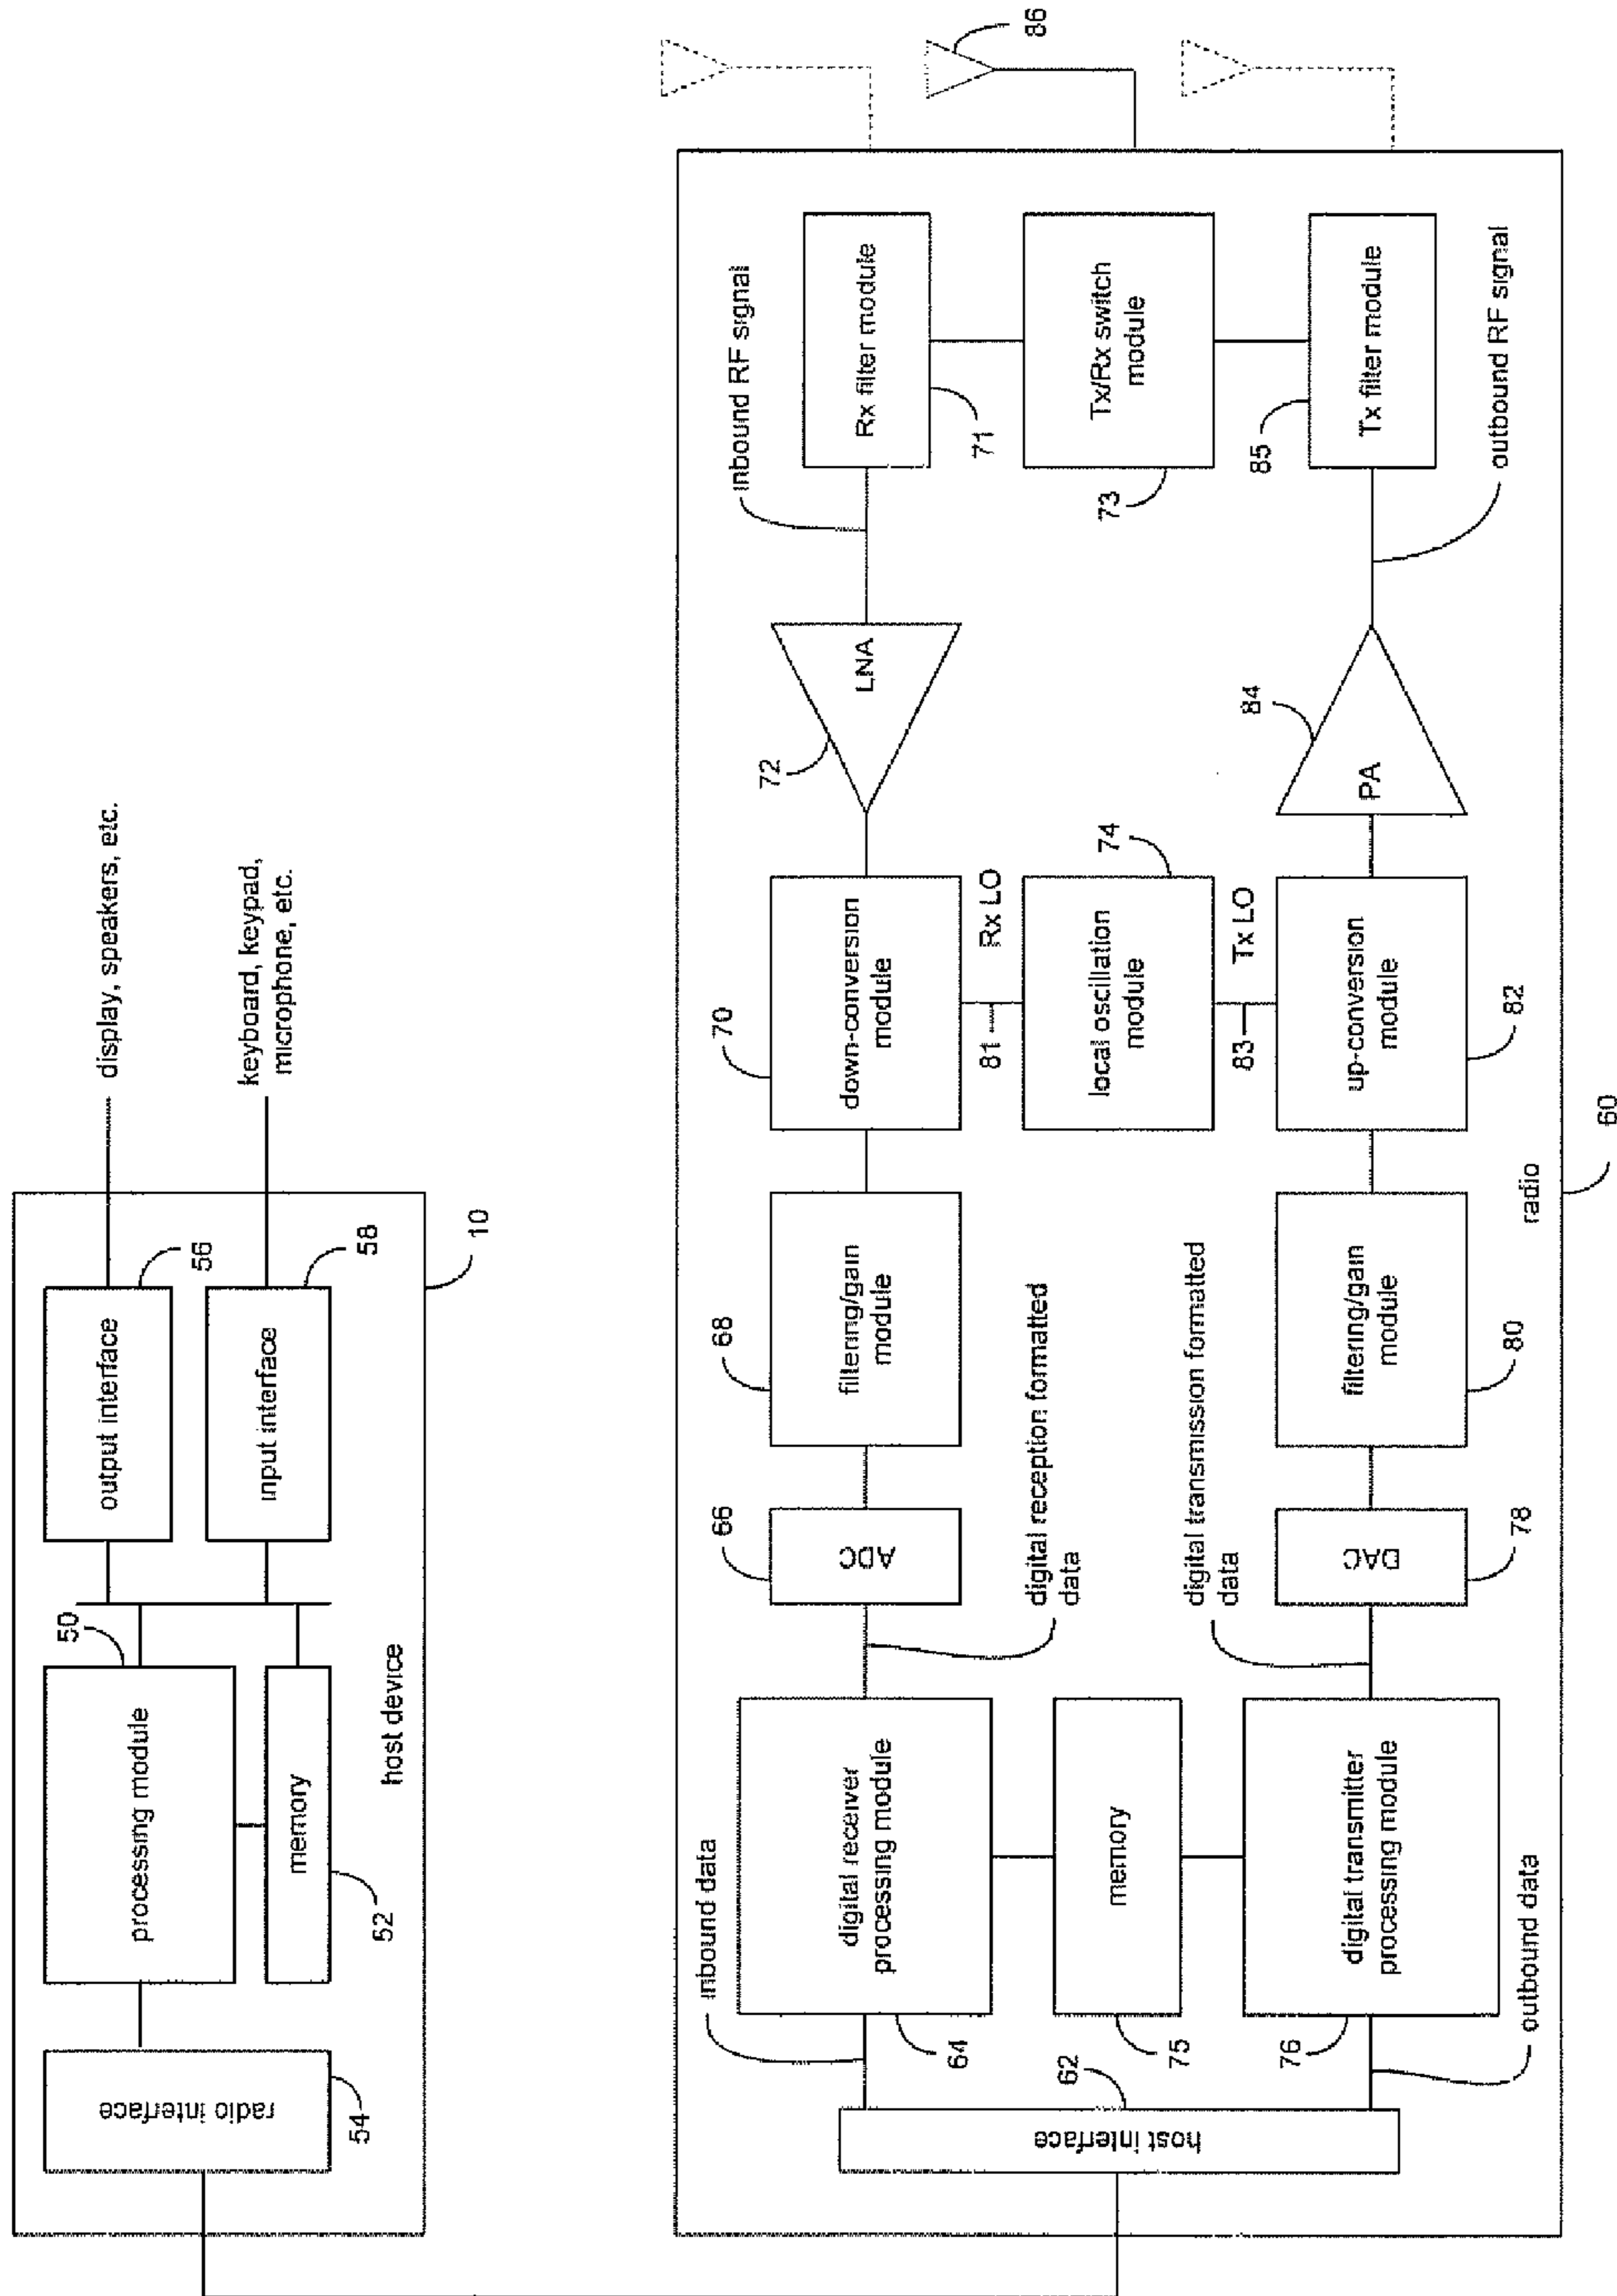 display, speakers, etc.
keyboard, keypad,
microphone, etc.
output interface
56
input interface
58
10
50
processing module
memory
52
host device
radio interface
54
86
inbound RF signal
Rx filter module
71
Tx/Rx switch
module
73
Tx filter module
85
outbound RF signal
LNA
72
PA
84
down-conversion
module
70
Rx LO
81
local oscillation
module
74
Tx LO
83
up-conversion
module
82
filtering/gain
module
68
filtering/gain
module
80
radio
60
ADC
66
digital reception formatted
data
digital transmission formatted
data
DAC
78
digital receiver
processing module
64
memory
75
digital transmitter
processing module
76
inbound data
outbound data
62
host interface